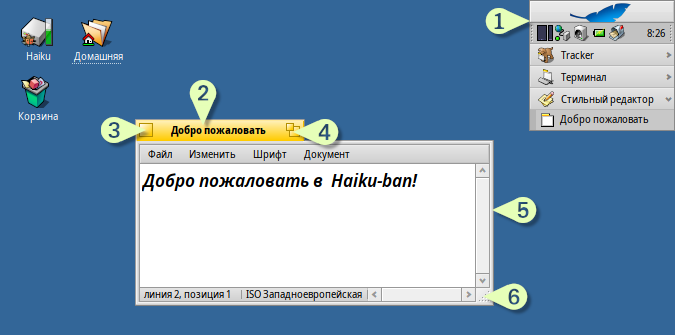 1
8:26
Haiku
Домашняя
Tracker
Терминал
Корзина
Стильный редактор
Добро пожаловать
2
3
Добро пожаловать
4
Файл Изменить Шрифт Документ
Добро пожаловать в Haiku-ban!
5
линия 2, позиция 1 ISO Западноевропейская
6